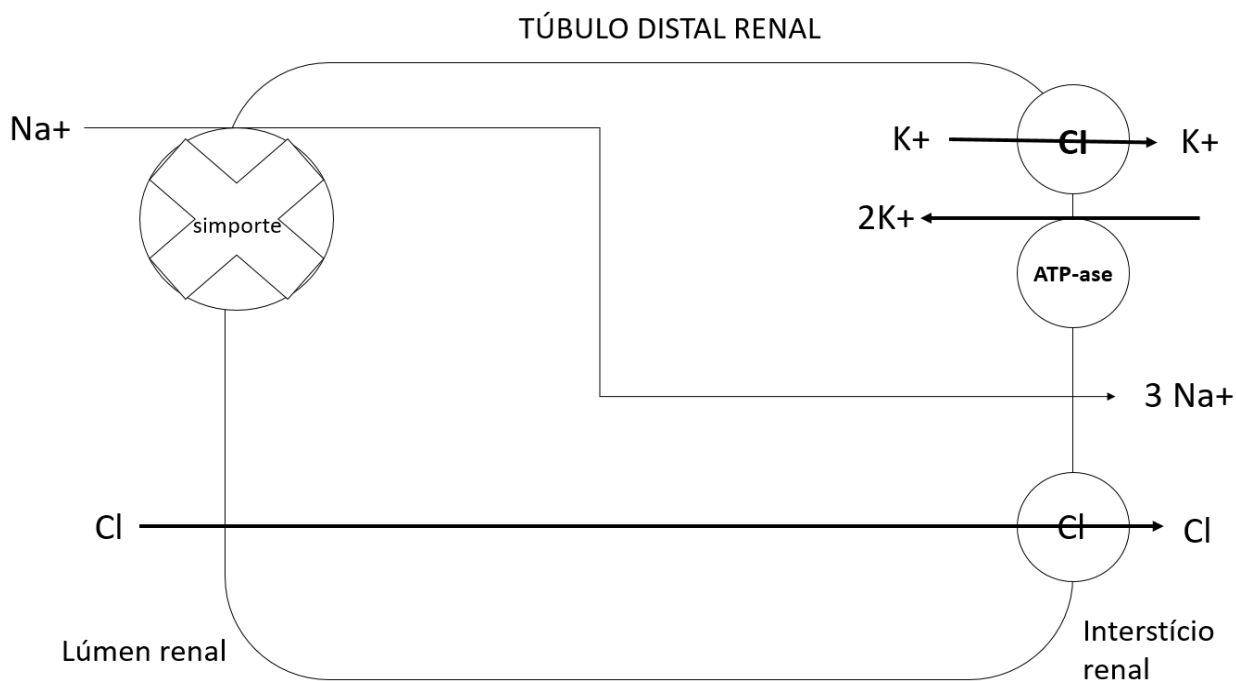 TÚBULO DISTAL RENAL
Na+
simporte
K+
Cl
K+
2K+
ATP-ase
3 Na+
Cl
Cl
Cl
Lúmen renal
Interstício
renal